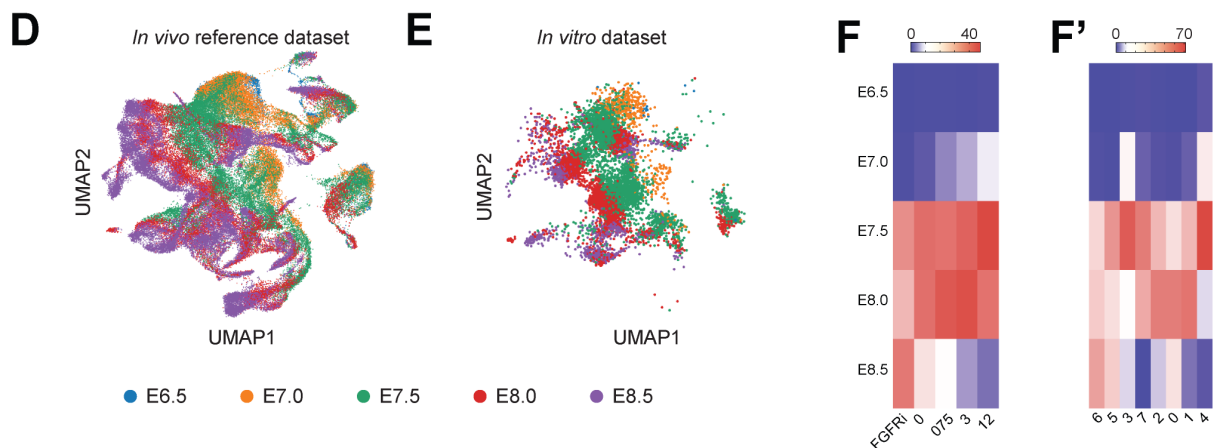 D
In vivo reference dataset
UMAP2
UMAP1
E
In vitro dataset
UMAP2
UMAP1
E6.5
E7.0
E7.5
E8.0
E8.5
F
0 40
E6.5
E7.0
E7.5
E8.0
E8.5
FGFRi 0 075 3 12
F’
0 70
6 5 3 7 2 0 1 4